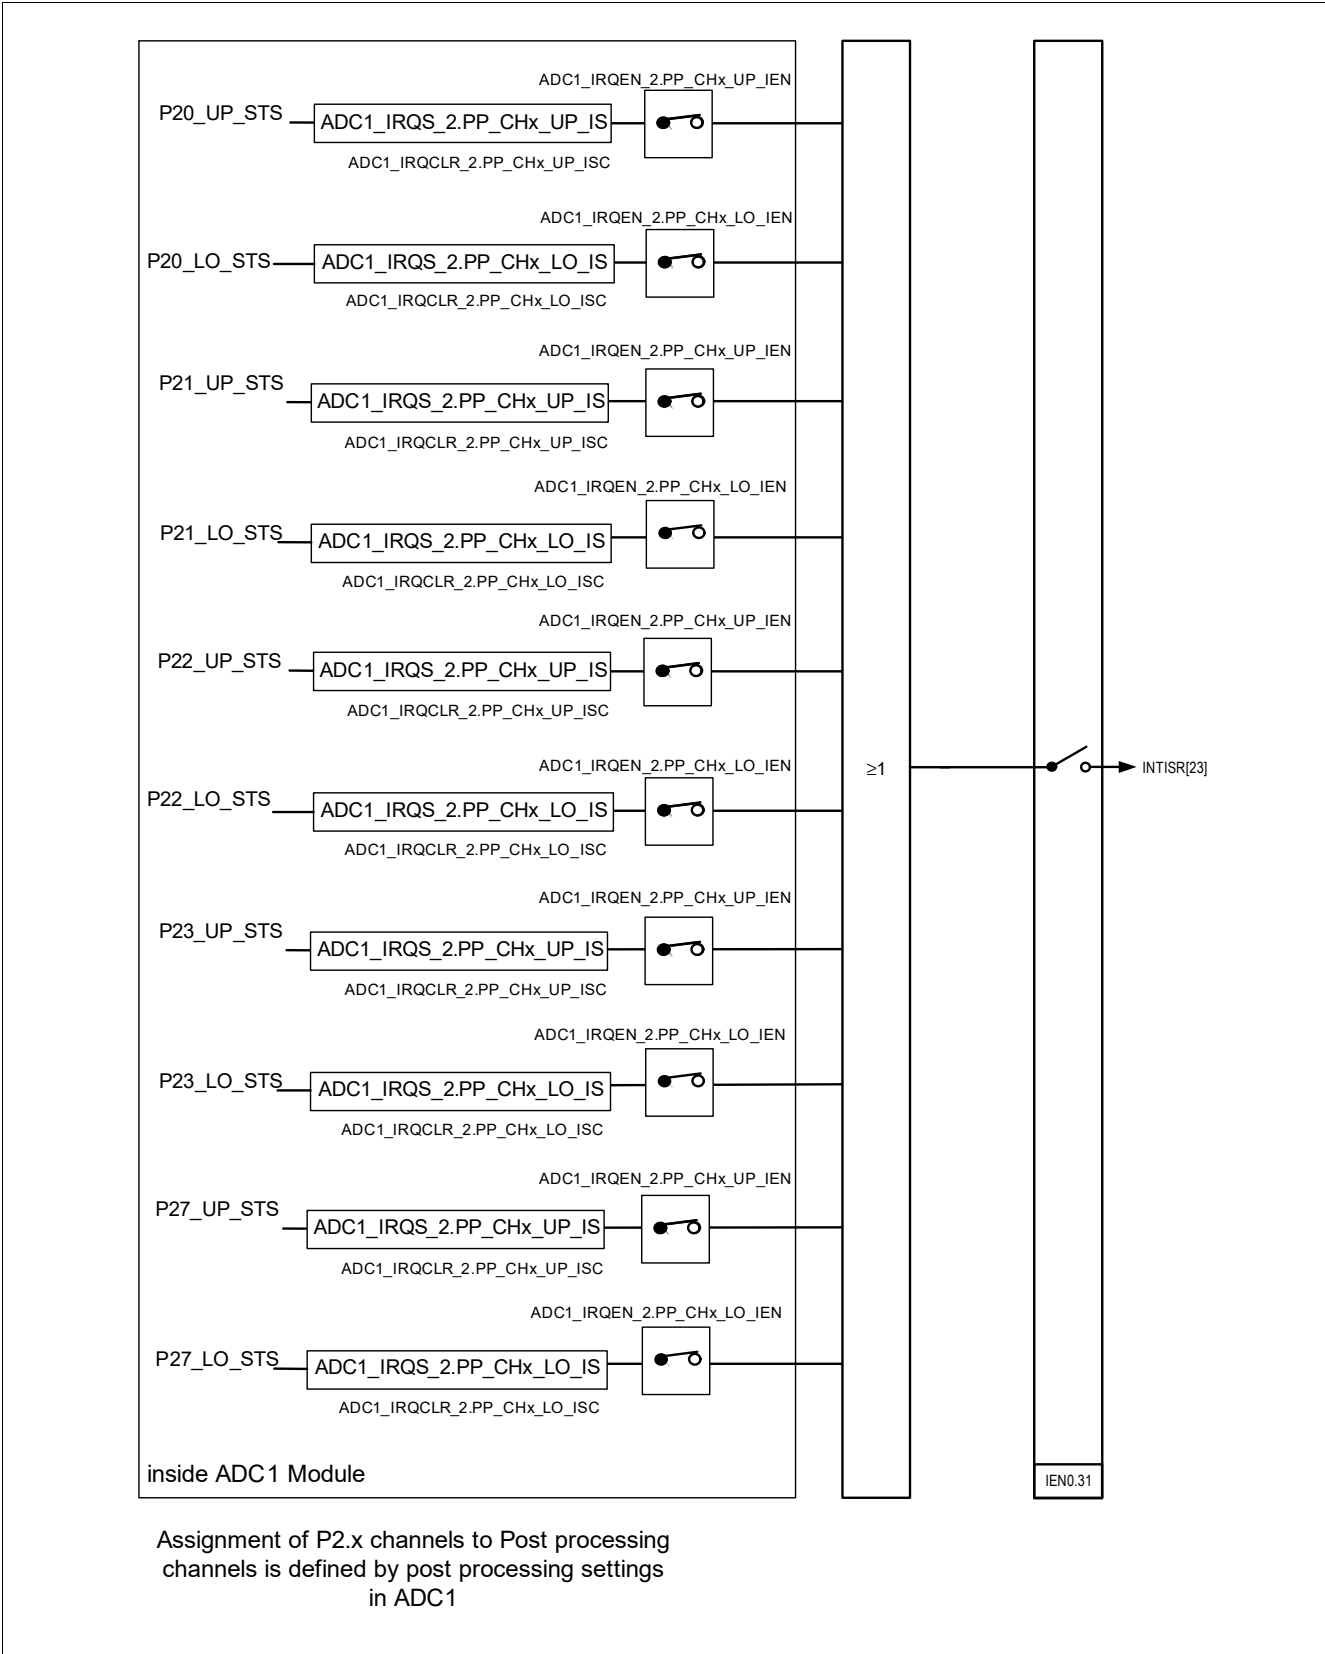 ADC1_IRQEN_2.PP_CHx_UP_IEN
P20_UP_STS
ADC1_IRQS_2.PP_CHx_UP_IS
ADC1_IRQCLR_2.PP_CHx_UP_ISC
ADC1_IRQEN_2.PP_CHx_LO_IEN
P20_LO_STS
ADC1_IRQS_2.PP_CHx_LO_IS
ADC1_IRQCLR_2.PP_CHx_LO_ISC
ADC1_IRQEN_2.PP_CHx_UP_IEN
P21_UP_STS
ADC1_IRQS_2.PP_CHx_UP_IS
ADC1_IRQCLR_2.PP_CHx_UP_ISC
ADC1_IRQEN_2.PP_CHx_LO_IEN
P21_LO_STS
ADC1_IRQS_2.PP_CHx_LO_IS
ADC1_IRQCLR_2.PP_CHx_LO_ISC
ADC1_IRQEN_2.PP_CHx_UP_IEN
P22_UP_STS
ADC1_IRQS_2.PP_CHx_UP_IS
ADC1_IRQCLR_2.PP_CHx_UP_ISC
ADC1_IRQEN_2.PP_CHx_LO_IEN
≥1
INTISR[23]
P22_LO_STS
ADC1_IRQS_2.PP_CHx_LO_IS
ADC1_IRQCLR_2.PP_CHx_LO_ISC
ADC1_IRQEN_2.PP_CHx_UP_IEN
P23_UP_STS
ADC1_IRQS_2.PP_CHx_UP_IS
ADC1_IRQCLR_2.PP_CHx_UP_ISC
ADC1_IRQEN_2.PP_CHx_LO_IEN
P23_LO_STS
ADC1_IRQS_2.PP_CHx_LO_IS
ADC1_IRQCLR_2.PP_CHx_LO_ISC
ADC1_IRQEN_2.PP_CHx_UP_IEN
P27_UP_STS
ADC1_IRQS_2.PP_CHx_UP_IS
ADC1_IRQCLR_2.PP_CHx_UP_ISC
ADC1_IRQEN_2.PP_CHx_LO_IEN
P27_LO_STS
ADC1_IRQS_2.PP_CHx_LO_IS
ADC1_IRQCLR_2.PP_CHx_LO_ISC
inside ADC1 Module
IEN0.31
Assignment of P2.x channels to Post processing
channels is defined by post processing settings
in ADC1